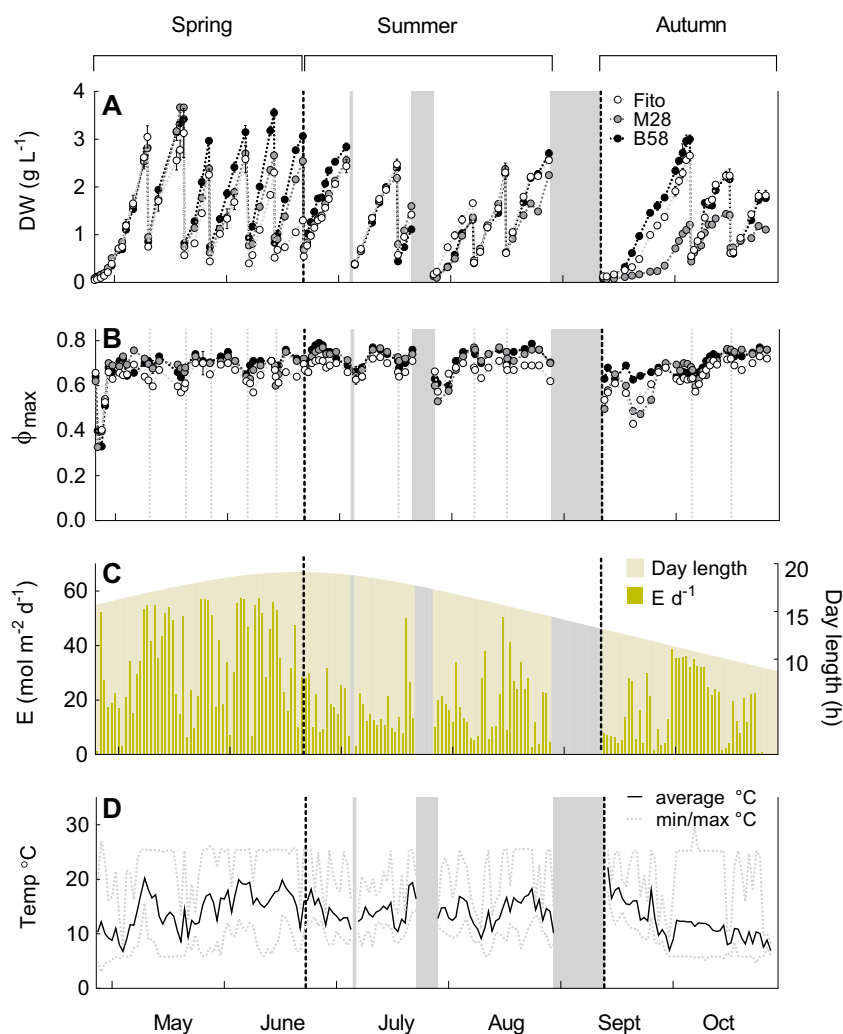 Spring Summer Autumn
A
4
3
2
1
0
DW (g L⁻¹)
Fito
M28
B58
B
0.8
0.6
0.4
0.2
0.0
ϕmax
C
60
40
20
0
E (mol m⁻² d⁻¹)
Day length
E d⁻¹
20
15
10
Day length (h)
D
30
20
10
0
Temp °C
average °C
min/max °C
May June July Aug Sept Oct